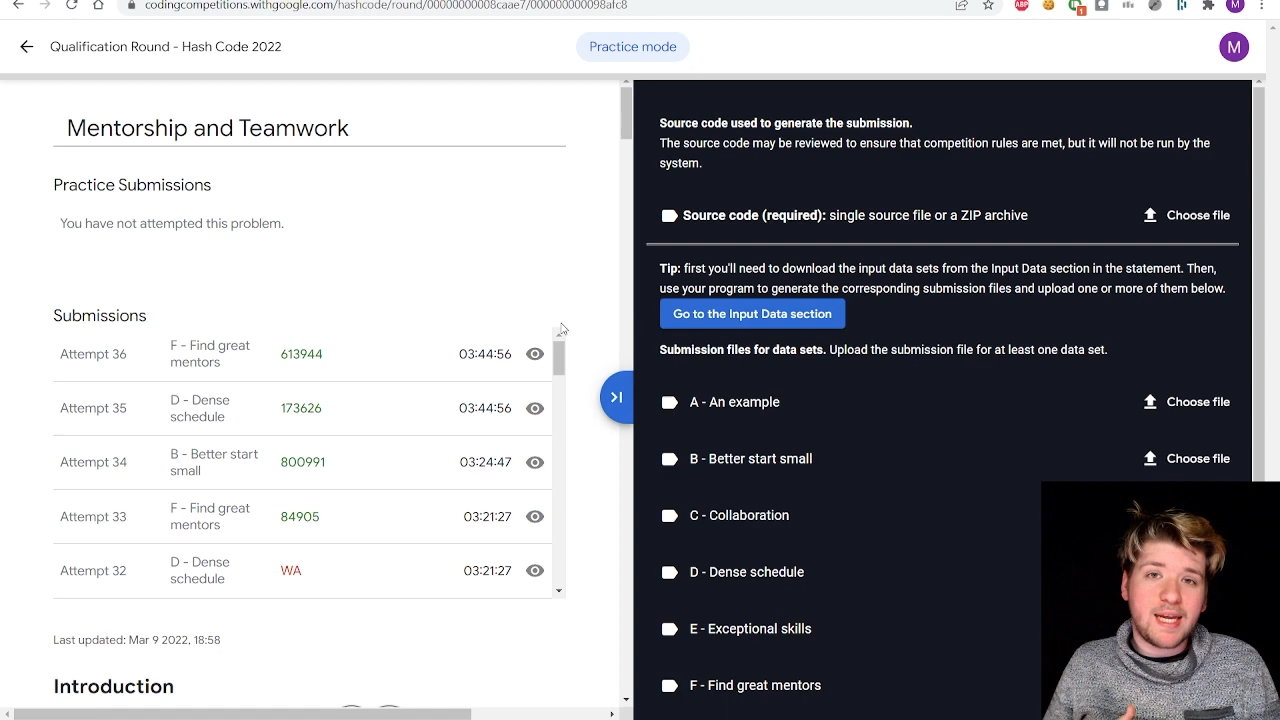 codingcompetitions.withgoogle.com/hashcode/round/00000000008caae7/000000000098afc8
ABP
1
M
Qualification Round - Hash Code 2022
Practice mode
M
Mentorship and Teamwork
Practice Submissions
You have not attempted this problem.
Submissions
Attempt 36 F - Find great mentors 613944 03:44:56
Attempt 35 D - Dense schedule 173626 03:44:56
Attempt 34 B - Better start small 800991 03:24:47
Attempt 33 F - Find great mentors 84905 03:21:27
Attempt 32 D - Dense schedule WA 03:21:27
Last updated: Mar 9 2022, 18:58
Introduction
Source code used to generate the submission.
The source code may be reviewed to ensure that competition rules are met, but it will not be run by the
system.
Source code (required): single source file or a ZIP archive Choose file
Tip: first you'll need to download the input data sets from the Input Data section in the statement. Then,
use your program to generate the corresponding submission files and upload one or more of them below.
Go to the Input Data section
Submission files for data sets. Upload the submission file for at least one data set.
A - An example Choose file
B - Better start small Choose file
C - Collaboration
D - Dense schedule
E - Exceptional skills
F - Find great mentors